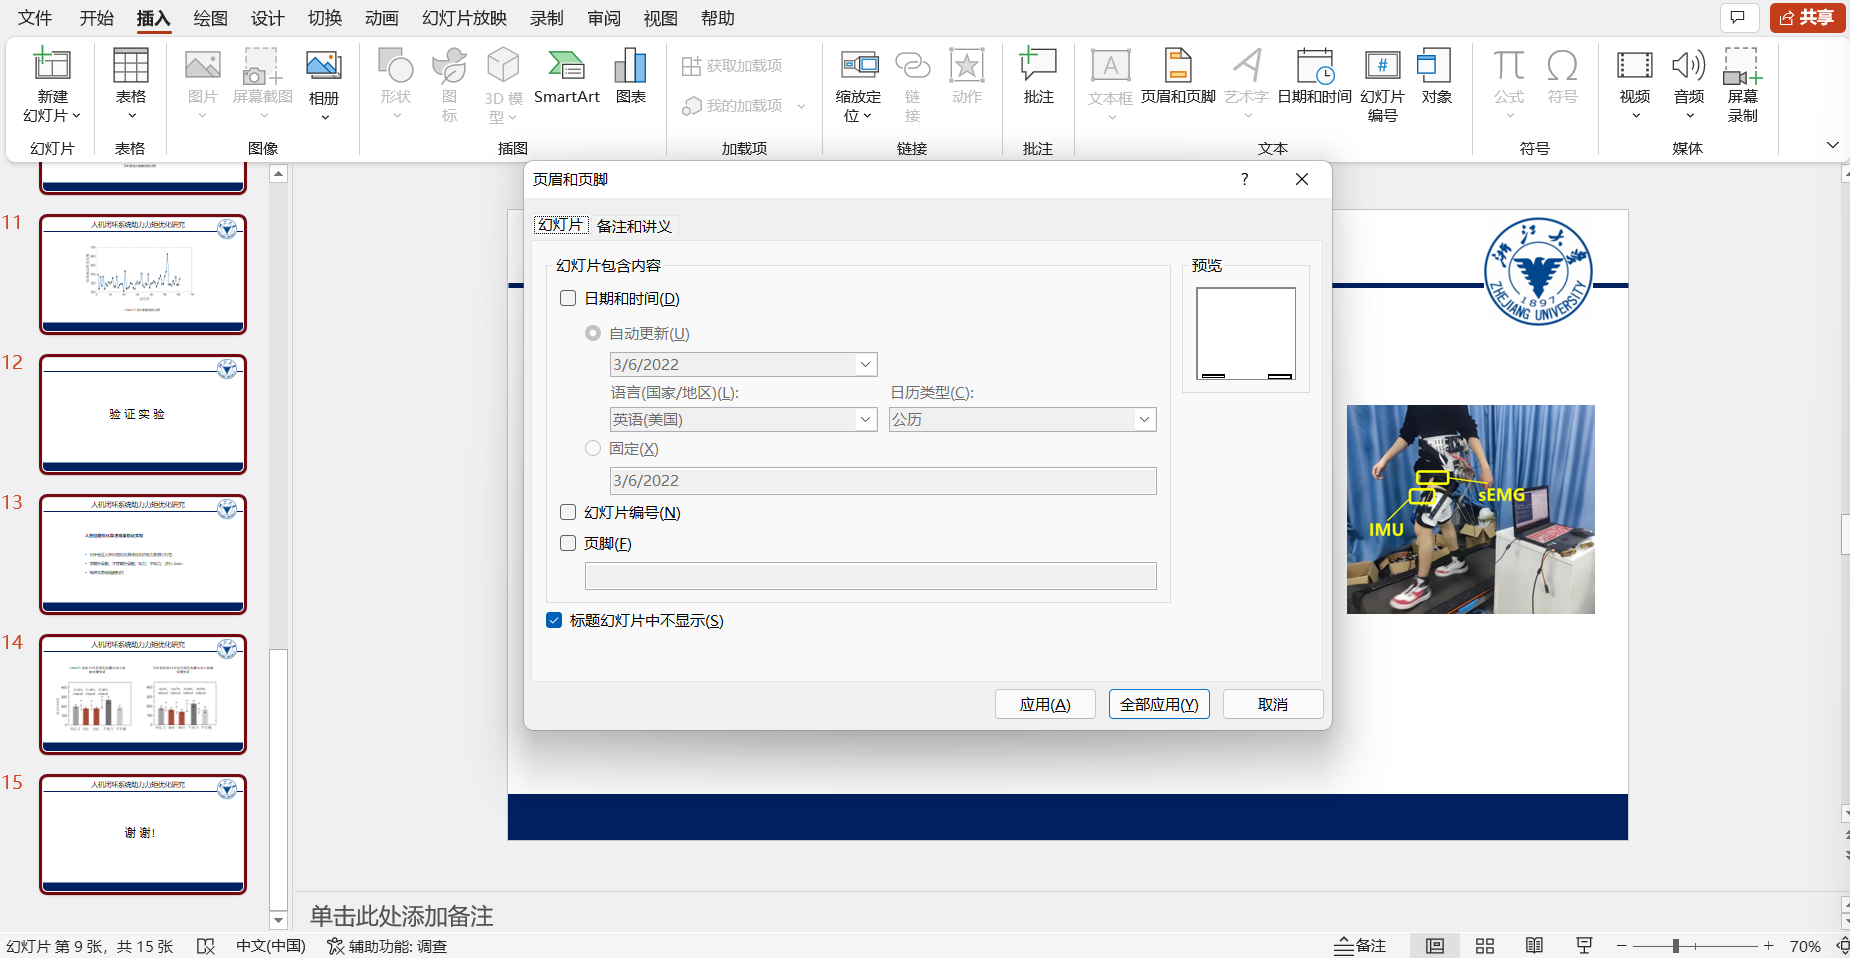 文件 开始 插入 绘图 设计 切换 动画 幻灯片放映 录制 审阅 视图 帮助 共享
新建
幻灯片
幻灯片
表格
表格
图片 屏幕截图 相册
图像
形状 图
标 3D 模
型 SmartArt 图表
插图
获取加载项
我的加载项
加载项
缩放定
位 链
接 动作
链接
批注
批注
文本框 页眉和页脚 艺术字 日期和时间 幻灯片
编号 对象
文本
公式 符号
符号
视频 音频 屏幕
录制
媒体
11
人机闭环系统助力力矩优化研究
12
验 证 实 验
13
人机闭环系统助力力矩优化研究
14
人机闭环系统助力力矩优化研究
15
人机闭环系统助力力矩优化研究
谢 谢!
页眉和页脚 ?
幻灯片 备注和讲义
幻灯片包含内容
日期和时间(D)
自动更新(U)
3/6/2022
语言(国家/地区)(L): 日历类型(C):
英语(美国) 公历
固定(X)
3/6/2022
幻灯片编号(N)
页脚(F)
标题幻灯片中不显示(S)
预览
应用(A) 全部应用(Y) 取消
浙江大学
1897
ZHEJIANG UNIVERSITY
sEMG
IMU
单击此处添加备注
幻灯片 第 9 张，共 15 张 中文(中国) 辅助功能: 调查 备注 70%